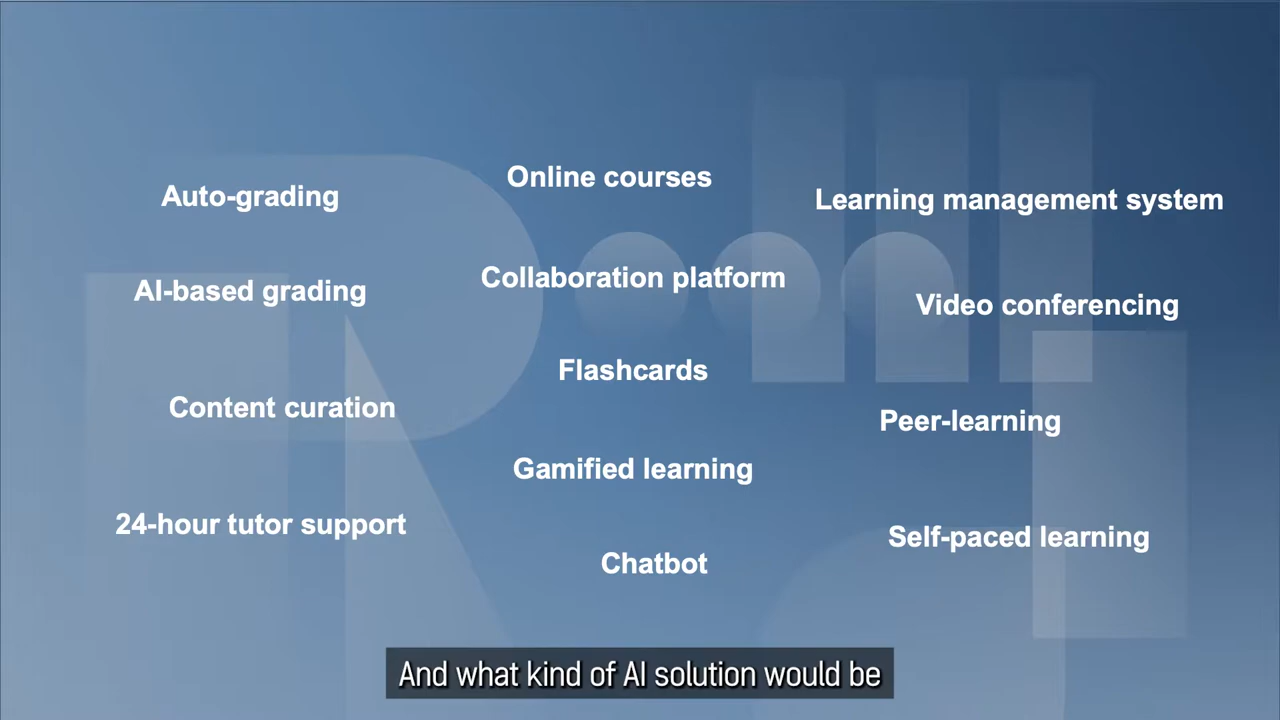 Auto-grading
AI-based grading
Content curation
24-hour tutor support
Online courses
Collaboration platform
Flashcards
Gamified learning
Chatbot
Learning management system
Video conferencing
Peer-learning
Self-paced learning
And what kind of AI solution would be